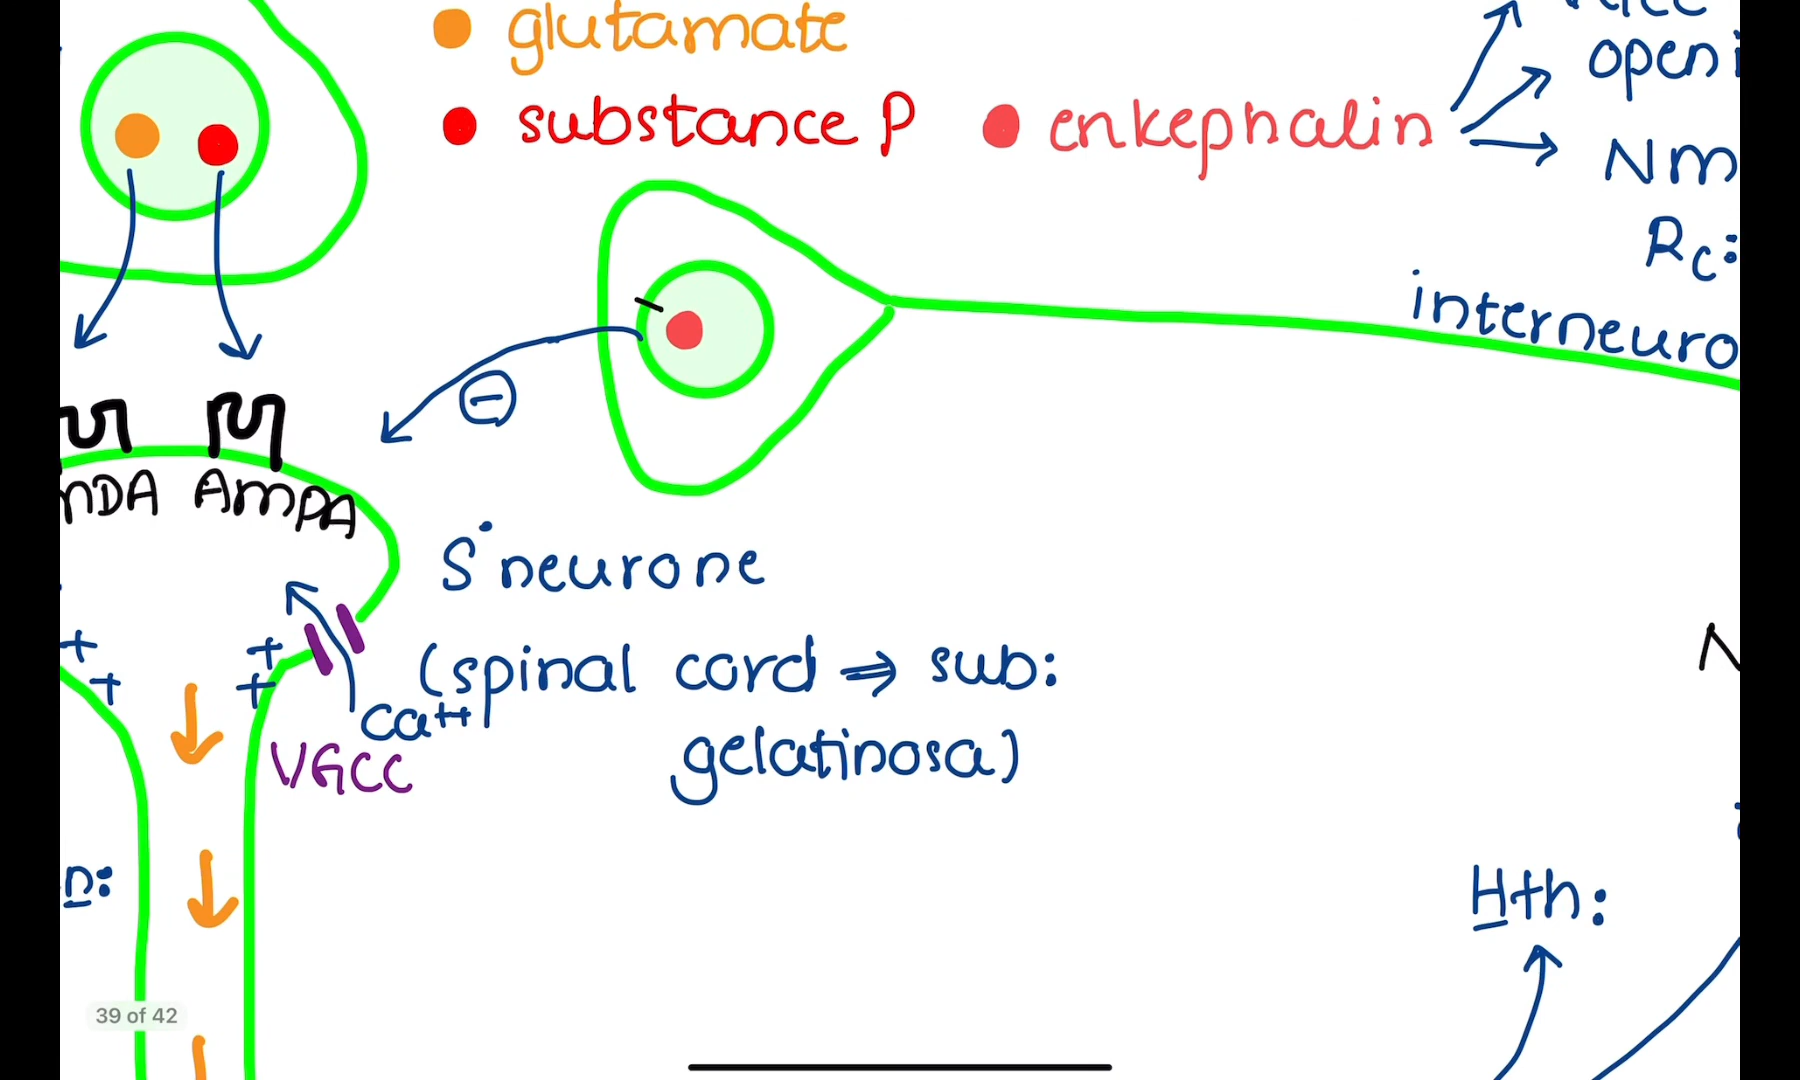 glutamate
open
substance P
enkephalin
Nm
Rc:
interneuro
mDA AmPA
S° neurone
(spinal cord ⇒ sub:
gelatinosa)
Ca++
VGCC
n:
Hth:
39 of 42